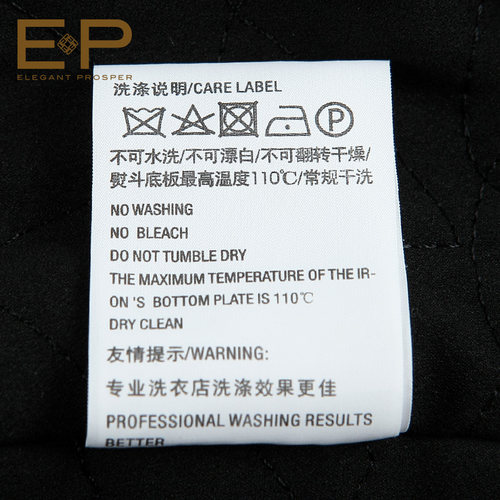 EP
ELEGANT PROSPER
洗涤说明/CARE LABEL
P
不可水洗/不可漂白/不可翻转干燥/
熨斗底板最高温度110℃/常规干洗
NO WASHING
NO BLEACH
DO NOT TUMBLE DRY
THE MAXIMUM TEMPERATURE OF THE IR-
ON 'S BOTTOM PLATE IS 110℃
DRY CLEAN
友情提示/WARNING:
专业洗衣店洗涤效果更佳
PROFESSIONAL WASHING RESULTS
BETTER